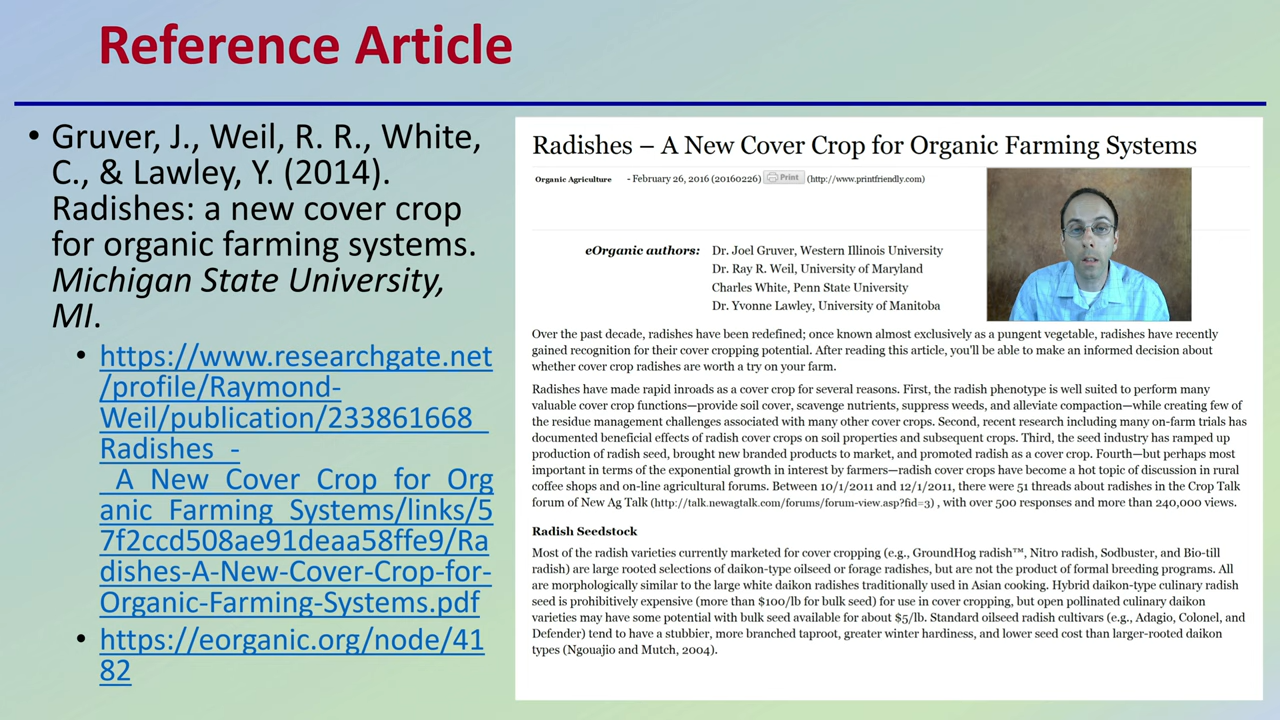 Reference Article
• Gruver, J., Weil, R. R., White,
C., & Lawley, Y. (2014).
Radishes: a new cover crop
for organic farming systems.
Michigan State University,
MI.
• https://www.researchgate.net
/profile/Raymond-
Weil/publication/233861668_
Radishes_-
_A_New_Cover_Crop_for_Org
anic_Farming_Systems/links/5
7f2ccd508ae91deaa58ffe9/Ra
dishes-A-New-Cover-Crop-for-
Organic-Farming-Systems.pdf
• https://eorganic.org/node/41
82
Radishes – A New Cover Crop for Organic Farming Systems
Organic Agriculture - February 26, 2016 (20160226) Print (http://www.printfriendly.com)
eOrganic authors: Dr. Joel Gruver, Western Illinois University
Dr. Ray R. Weil, University of Maryland
Charles White, Penn State University
Dr. Yvonne Lawley, University of Manitoba
Over the past decade, radishes have been redefined; once known almost exclusively as a pungent vegetable, radishes have recently
gained recognition for their cover cropping potential. After reading this article, you'll be able to make an informed decision about
whether cover crop radishes are worth a try on your farm.
Radishes have made rapid inroads as a cover crop for several reasons. First, the radish phenotype is well suited to perform many
valuable cover crop functions—provide soil cover, scavenge nutrients, suppress weeds, and alleviate compaction—while creating few of
the residue management challenges associated with many other cover crops. Second, recent research including many on-farm trials has
documented beneficial effects of radish cover crops on soil properties and subsequent crops. Third, the seed industry has ramped up
production of radish seed, brought new branded products to market, and promoted radish as a cover crop. Fourth—but perhaps most
important in terms of the exponential growth in interest by farmers—radish cover crops have become a hot topic of discussion in rural
coffee shops and on-line agricultural forums. Between 10/1/2011 and 12/1/2011, there were 51 threads about radishes in the Crop Talk
forum of New Ag Talk (http://talk.newagtalk.com/forums/forum-view.asp?fid=3) , with over 500 responses and more than 240,000 views.
Radish Seedstock
Most of the radish varieties currently marketed for cover cropping (e.g., GroundHog radish™, Nitro radish, Sodbuster, and Bio-till
radish) are large rooted selections of daikon-type oilseed or forage radishes, but are not the product of formal breeding programs. All
are morphologically similar to the large white daikon radishes traditionally used in Asian cooking. Hybrid daikon-type culinary radish
seed is prohibitively expensive (more than $100/lb for bulk seed) for use in cover cropping, but open pollinated culinary daikon
varieties may have some potential with bulk seed available for about $5/lb. Standard oilseed radish cultivars (e.g., Adagio, Colonel, and
Defender) tend to have a stubbier, more branched taproot, greater winter hardiness, and lower seed cost than larger-rooted daikon
types (Ngouajio and Mutch, 2004).